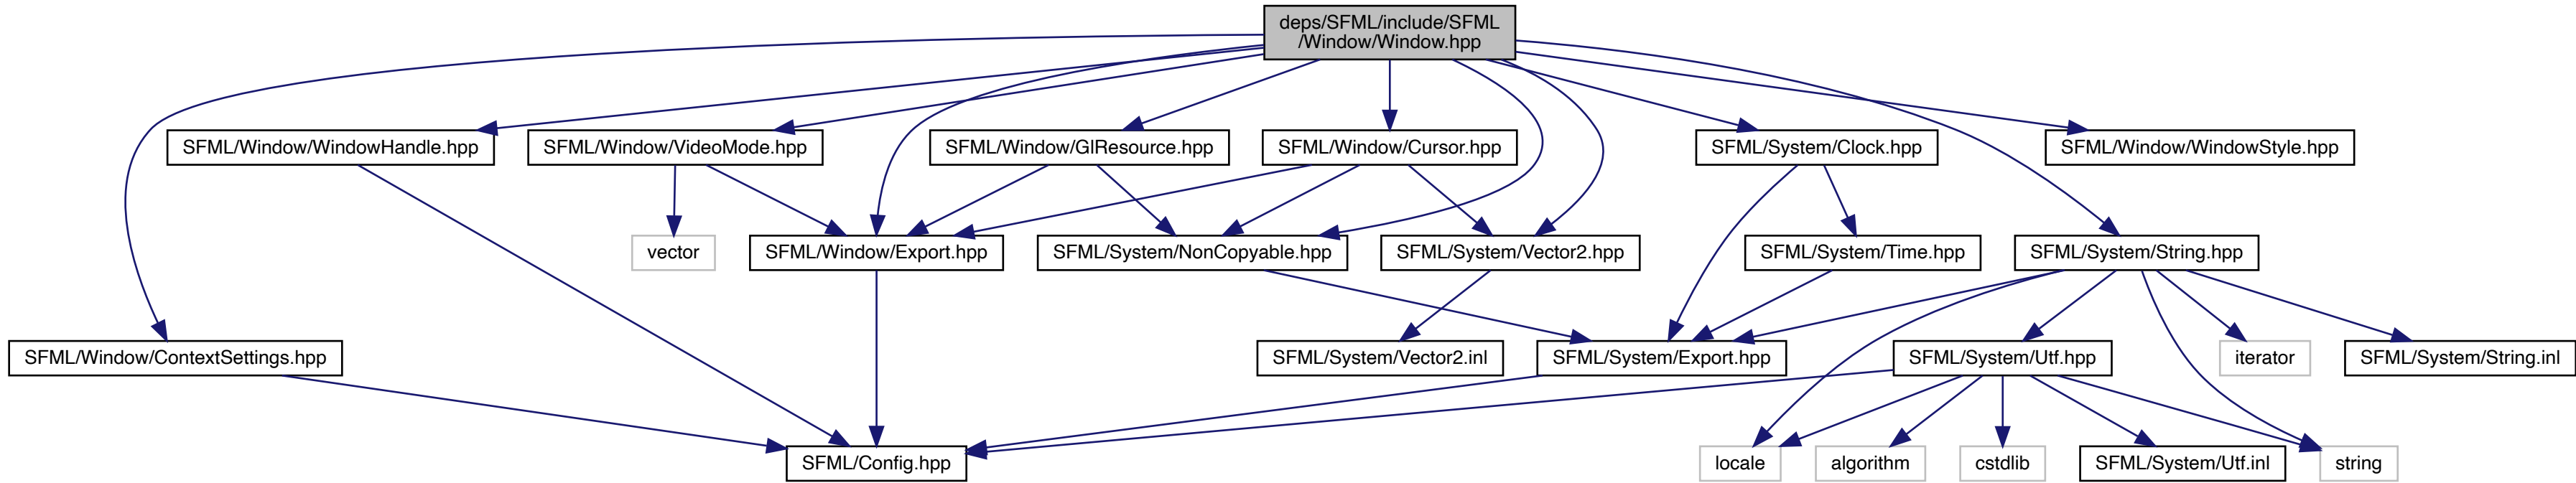 deps/SFML/include/SFML
/Window/Window.hpp
SFML/Window/WindowHandle.hpp
SFML/Window/VideoMode.hpp
SFML/Window/GlResource.hpp
SFML/Window/Cursor.hpp
SFML/System/Clock.hpp
SFML/Window/WindowStyle.hpp
vector
SFML/Window/Export.hpp
SFML/System/NonCopyable.hpp
SFML/System/Vector2.hpp
SFML/System/Time.hpp
SFML/System/String.hpp
SFML/Window/ContextSettings.hpp
SFML/System/Vector2.inl
SFML/System/Export.hpp
SFML/System/Utf.hpp
iterator
SFML/System/String.inl
SFML/Config.hpp
locale
algorithm
cstdlib
SFML/System/Utf.inl
string